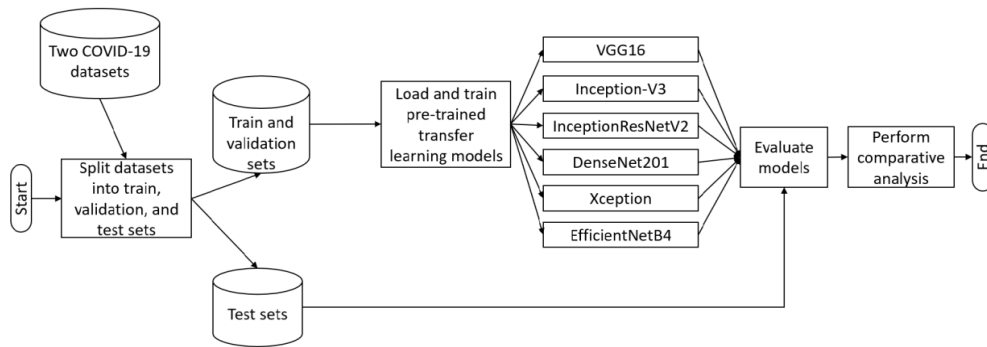 Start
Two COVID-19
datasets
Split datasets
into train,
validation, and
test sets
Train and
validation
sets
Test sets
Load and train
pre-trained
transfer
learning models
VGG16
Inception-V3
InceptionResNetV2
DenseNet201
Xception
EfficientNetB4
Evaluate
models
Perform
comparative
analysis
End